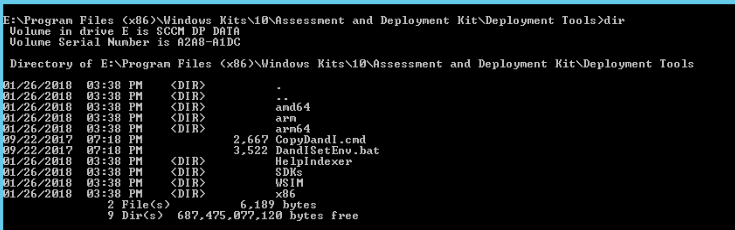 E:\Program Files (x86)\Windows Kits\10\Assessment and Deployment Kit\Deployment Tools>dir
Volume in drive E is SCCM DP DATA
Volume Serial Number is A2A8-A1DC
Directory of E:\Program Files (x86)\Windows Kits\10\Assessment and Deployment Kit\Deployment Tools
01/26/2018  03:38 PM    <DIR>          .
01/26/2018  03:38 PM    <DIR>          ..
01/26/2018  03:38 PM    <DIR>          amd64
01/26/2018  03:38 PM    <DIR>          arm
01/26/2018  03:38 PM    <DIR>          arm64
09/22/2017  07:18 PM             2,667 CopyDandI.cmd
09/22/2017  07:18 PM             3,522 DandISetEnv.bat
01/26/2018  03:38 PM    <DIR>          HelpIndexer
01/26/2018  03:38 PM    <DIR>          SDKs
01/26/2018  03:38 PM    <DIR>          WSIM
01/26/2018  03:38 PM    <DIR>          x86
2 File(s)          6,189 bytes
9 Dir(s)  687,475,077,120 bytes free